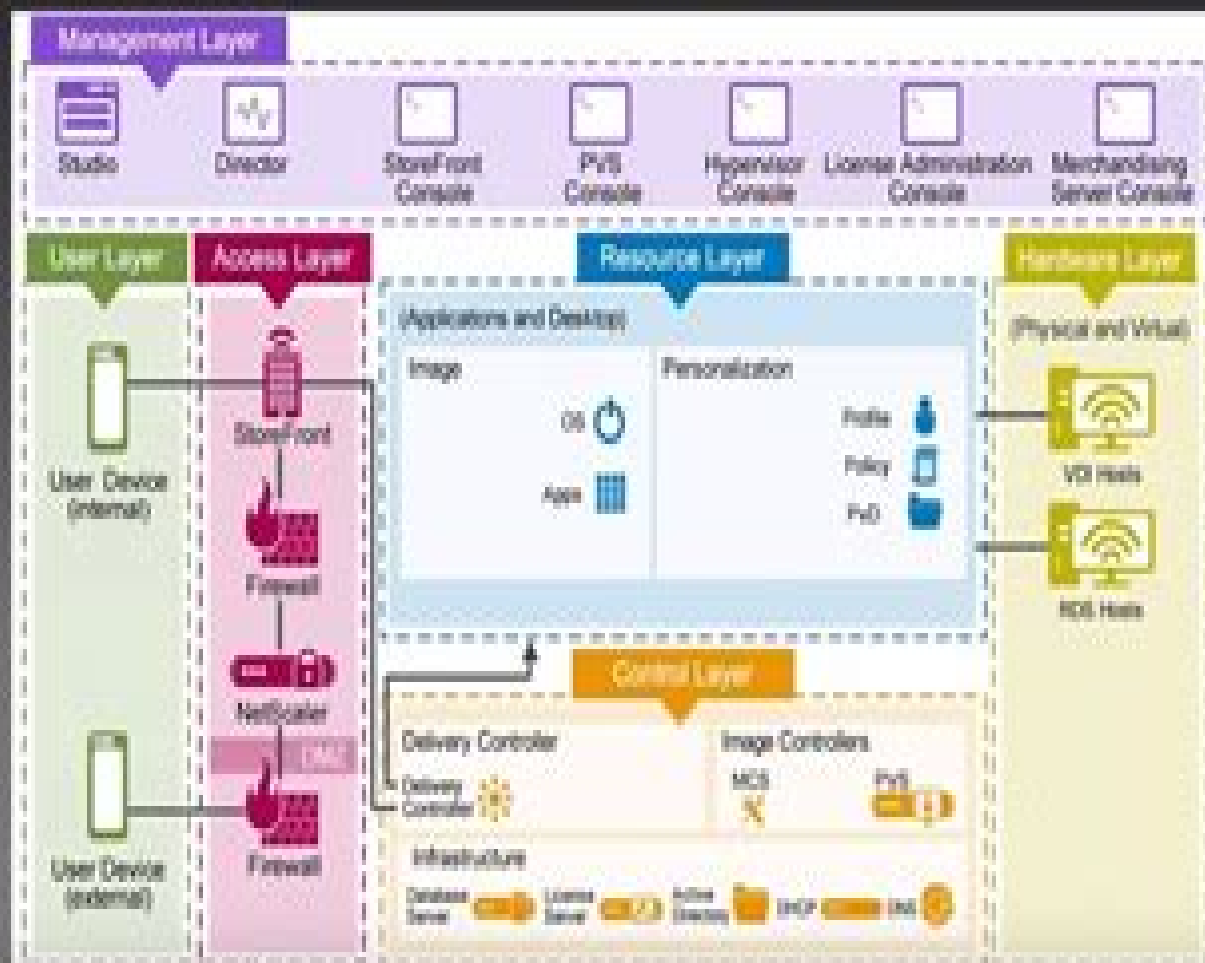 Management Layer
Studio
Director
StoreFront
Console
PVS
Console
Hypervisor
Console
License Administration
Console
Merchandising
Server Console
User Layer
Access Layer
Resource Layer
Hardware Layer
(Applications and Desktop)
(Physical and Virtual)
Image
Personalization
OS
Apps
Profile
Policy
PvD
User Device
(internal)
StoreFront
Firewall
NetScaler
DMZ
Firewall
User Device
(external)
VDI Hosts
RDS Hosts
Control Layer
Delivery Controller
Image Controllers
Delivery
Controller
MCS
PVS
Infrastructure
Database
Server
License
Server
Active
Directory
DHCP
DNS